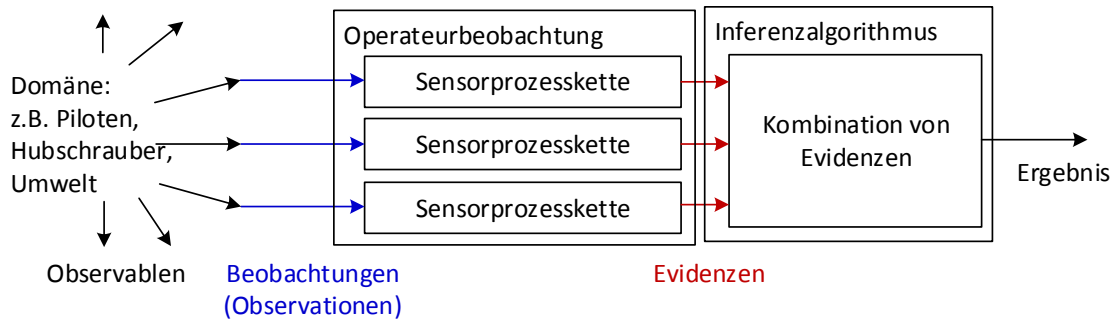 Operateurbeobachtung
Inferenzalgorithmus
Domäne:
z.B. Piloten,
Hubschrauber,
Umwelt
Sensorprozesskette
Sensorprozesskette
Sensorprozesskette
Kombination von
Evidenzen
Ergebnis
Observablen
Beobachtungen
(Observationen)
Evidenzen